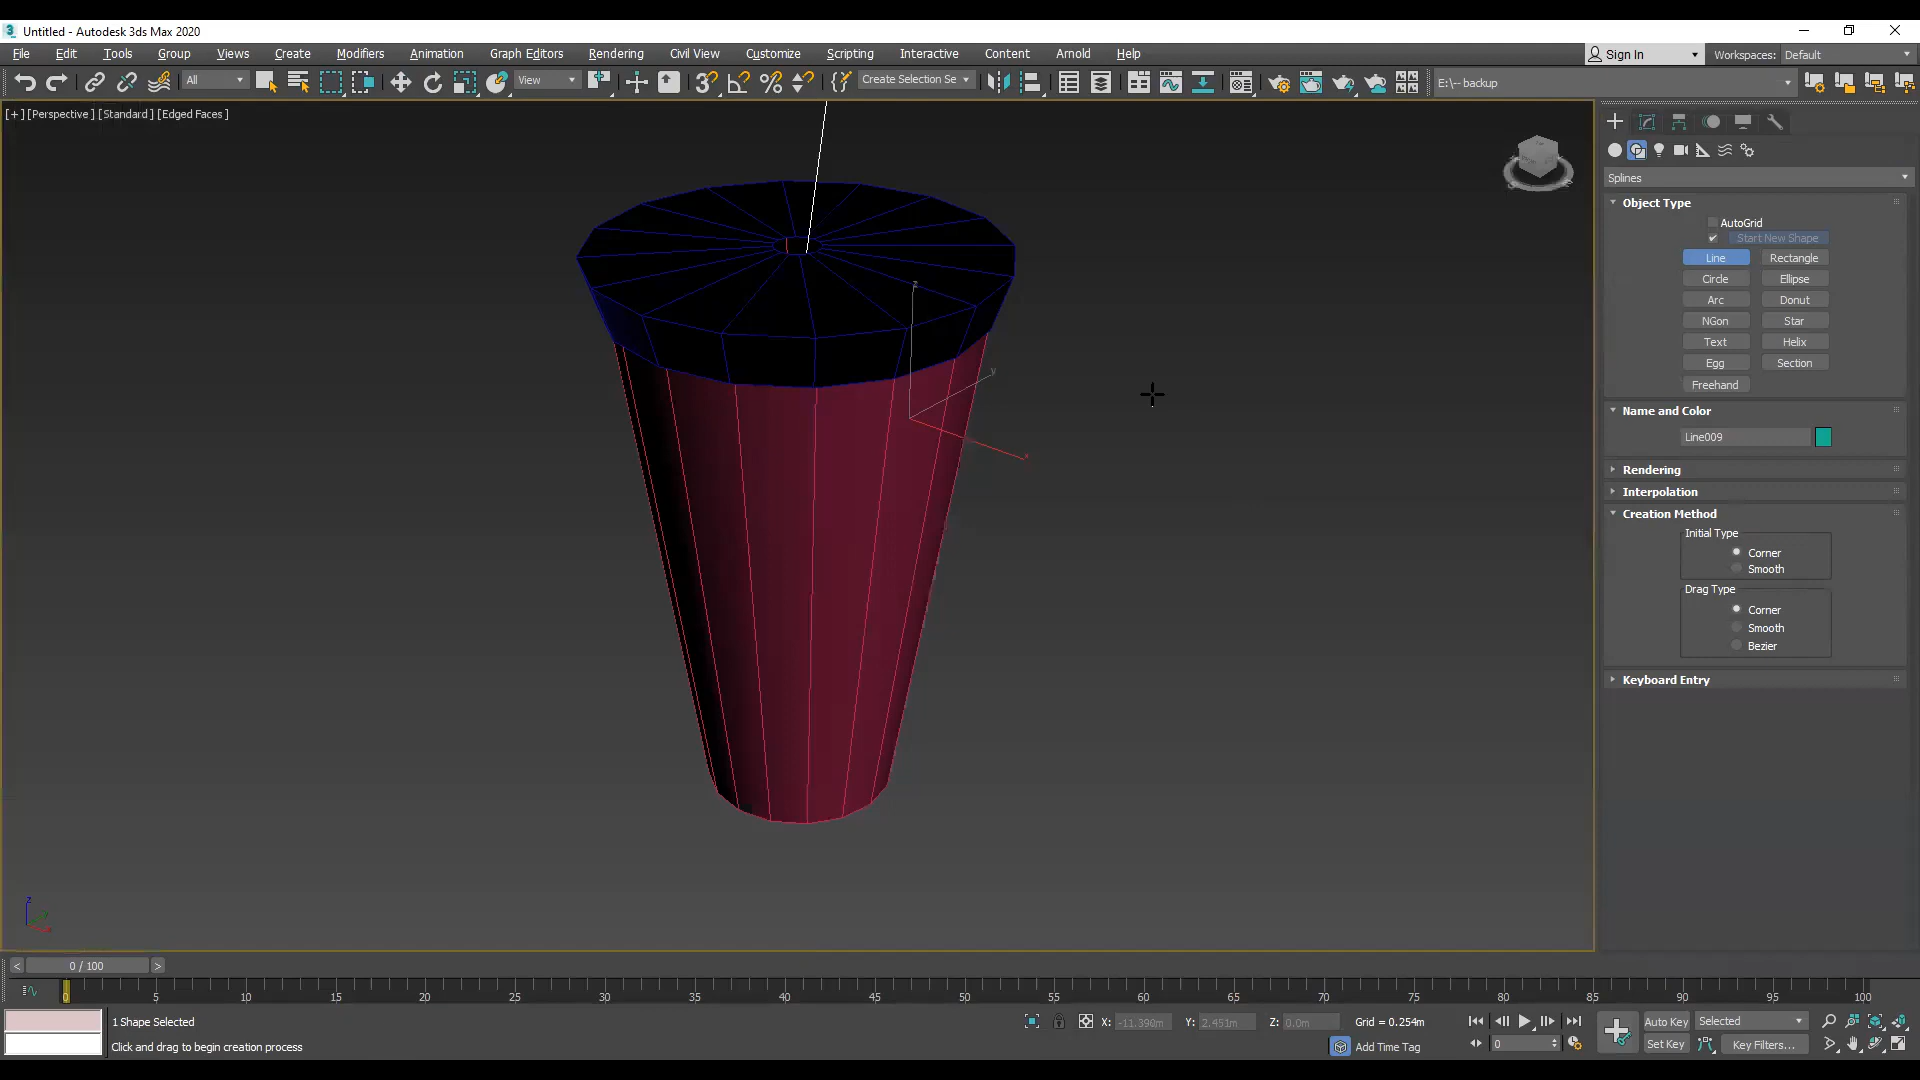 Untitled - Autodesk 3ds Max 2020
File Edit Tools Group Views Create Modifiers Animation Graph Editors Rendering Civil View Customize Scripting Interactive Content Arnold Help Sign In Workspaces: Default
All View Create Selection Se E:\-- backup
[+] [Perspective ] [Standard ] [Edged Faces ]
Splines
Object Type
AutoGrid
Start New Shape
Line Rectangle
Circle Ellipse
Arc Donut
NGon Star
Text Helix
Egg Section
Freehand
Name and Color
Line009
Rendering
Interpolation
Creation Method
Initial Type
Corner
Smooth
Drag Type
Corner
Smooth
Bezier
Keyboard Entry
z
y
x
z
x
< 0 / 100 >
0 5 10 15 20 25 30 35 40 45 50 55 60 65 70 75 80 85 90 95 100
1 Shape Selected X: -11.390m Y: 2.451m Z: 0.0m Grid = 0.254m Auto Key Selected
Click and drag to begin creation process Add Time Tag 0 Set Key Key Filters...